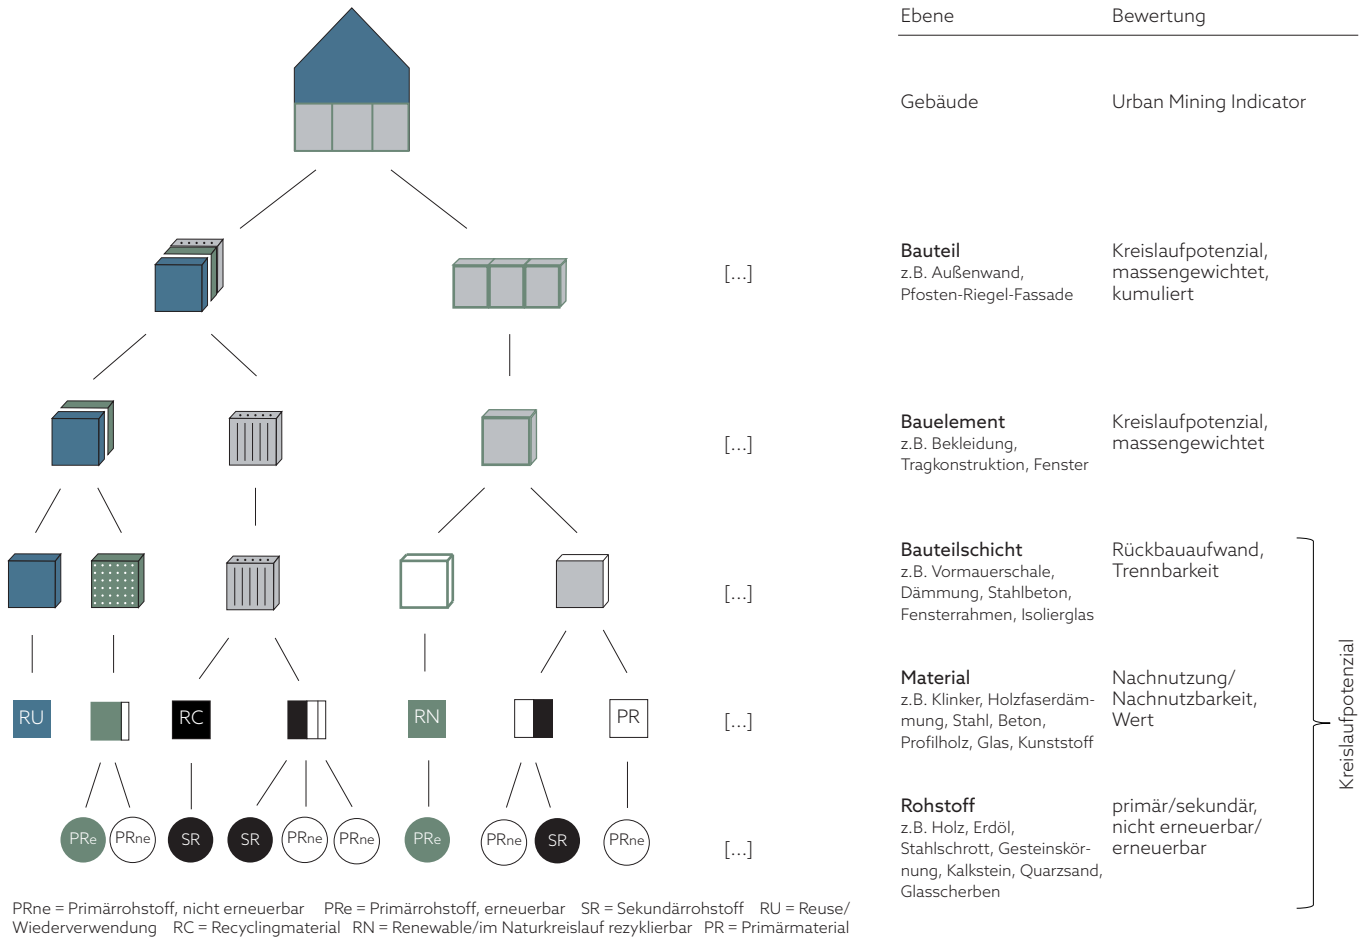 Ebene Bewertung
Gebäude Urban Mining Indicator
[...]
Bauteil
z.B. Außenwand,
Pfosten-Riegel-Fassade
Kreislaufpotenzial,
massengewichtet,
kumuliert
[...]
Bauelement
z.B. Bekleidung,
Tragkonstruktion, Fenster
Kreislaufpotenzial,
massengewichtet
[...]
Bauteilschicht
z.B. Vormauerschale,
Dämmung, Stahlbeton,
Fensterrahmen, Isolierglas
Rückbauaufwand,
Trennbarkeit
RU RC RN PR [...]
Material
z.B. Klinker, Holzfaserdäm-
mung, Stahl, Beton,
Profilholz, Glas, Kunststoff
Nachnutzung/
Nachnutzbarkeit,
Wert
PRe PRne SR SR PRne PRne PRe PRne SR PRne [...]
Rohstoff
z.B. Holz, Erdöl,
Stahlschrott, Gesteinskör-
nung, Kalkstein, Quarzsand,
Glasscherben
primär/sekundär,
nicht erneuerbar/
erneuerbar
Kreislaufpotenzial
PRne = Primärrohstoff, nicht erneuerbar PRe = Primärrohstoff, erneuerbar SR = Sekundärrohstoff RU = Reuse/
Wiederverwendung RC = Recyclingmaterial RN = Renewable/im Naturkreislauf rezyklierbar PR = Primärmaterial